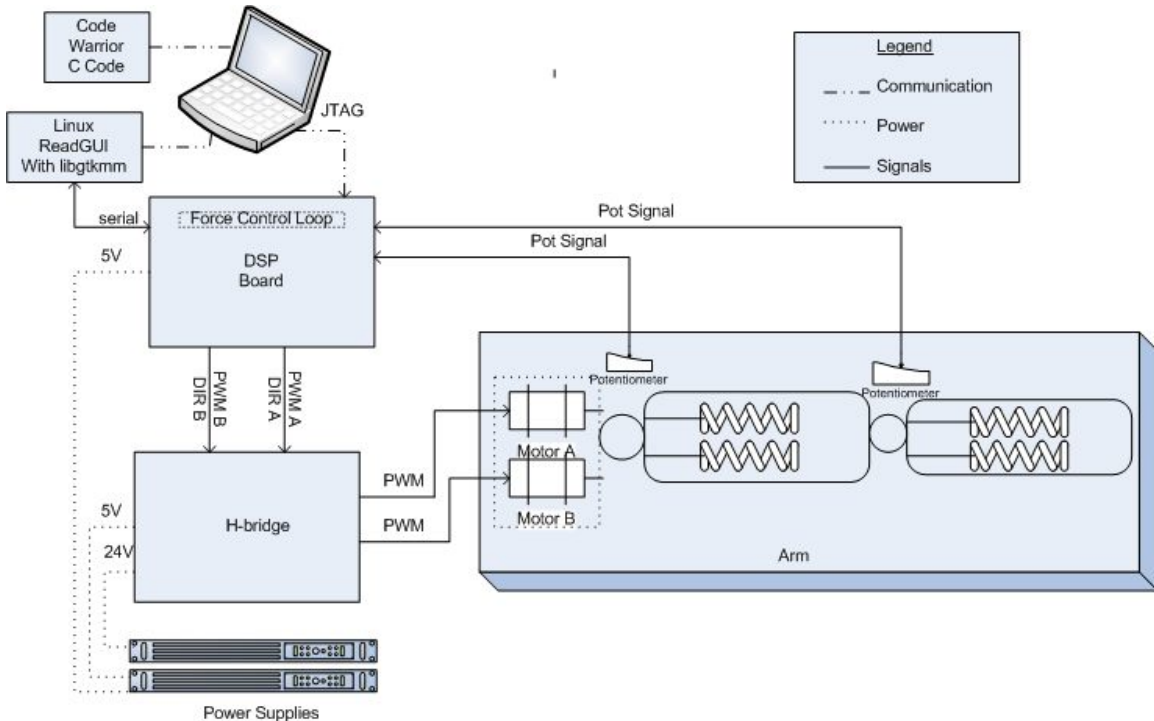 Code
Warrior
C Code
Legend
Communication
Power
Signals
JTAG
Linux
ReadGUI
With libgtkmm
serial
Force Control Loop
Pot Signal
Pot Signal
5V
DSP
Board
PWM B
DIR B
PWM A
DIR A
Potentiometer
Potentiometer
Motor A
Motor B
PWM
PWM
5V
24V
H-bridge
Arm
Power Supplies